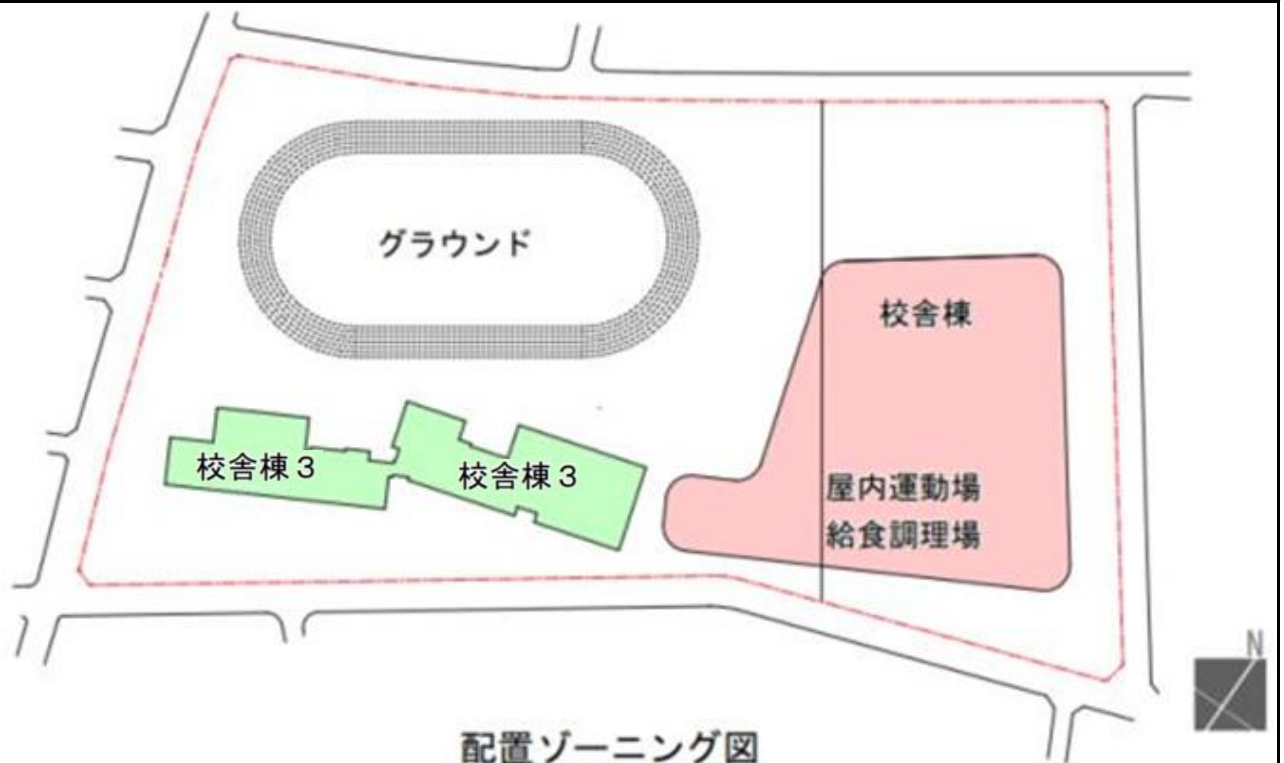 グラウンド
校舎棟
校舎棟３
校舎棟３
屋内運動場
給食調理場
N
配置ゾーニング図